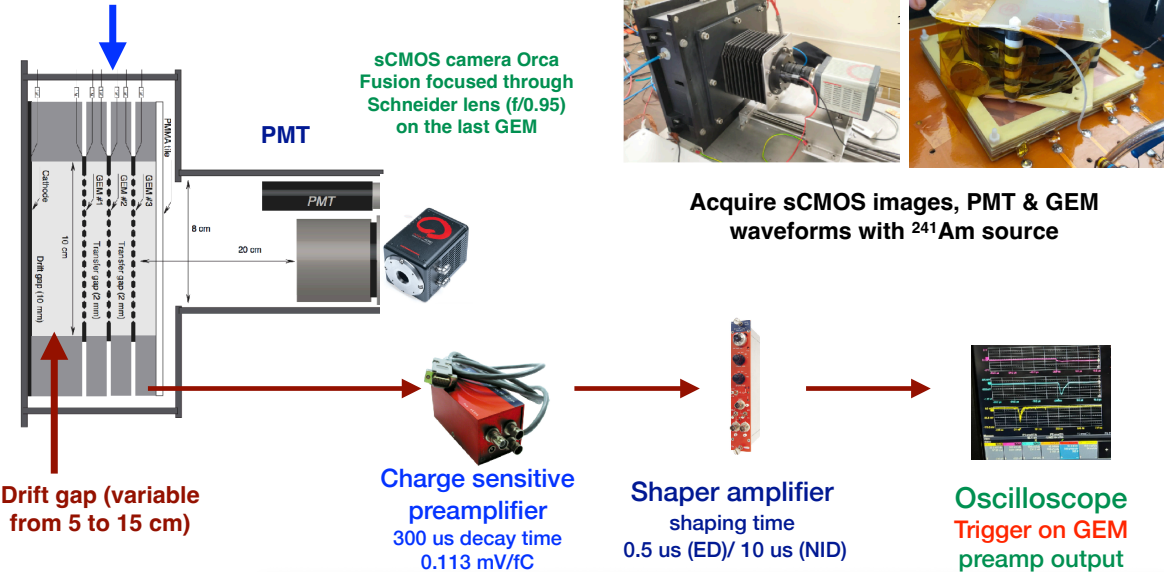 sCMOS camera Orca
Fusion focused through
Schneider lens (f/0.95)
on the last GEM
PMT
PMT
PMMA tile
GEM #3
GEM #2
GEM #1
Cathode
Transfer gap (2 mm)
Transfer gap (2 mm)
Drift gap (10 mm)
10 cm
8 cm
20 cm
Acquire sCMOS images, PMT & GEM
waveforms with ²⁴¹Am source
Drift gap (variable
from 5 to 15 cm)
Charge sensitive
preamplifier
300 us decay time
0.113 mV/fC
Shaper amplifier
shaping time
0.5 us (ED)/ 10 us (NID)
Oscilloscope
Trigger on GEM
preamp output